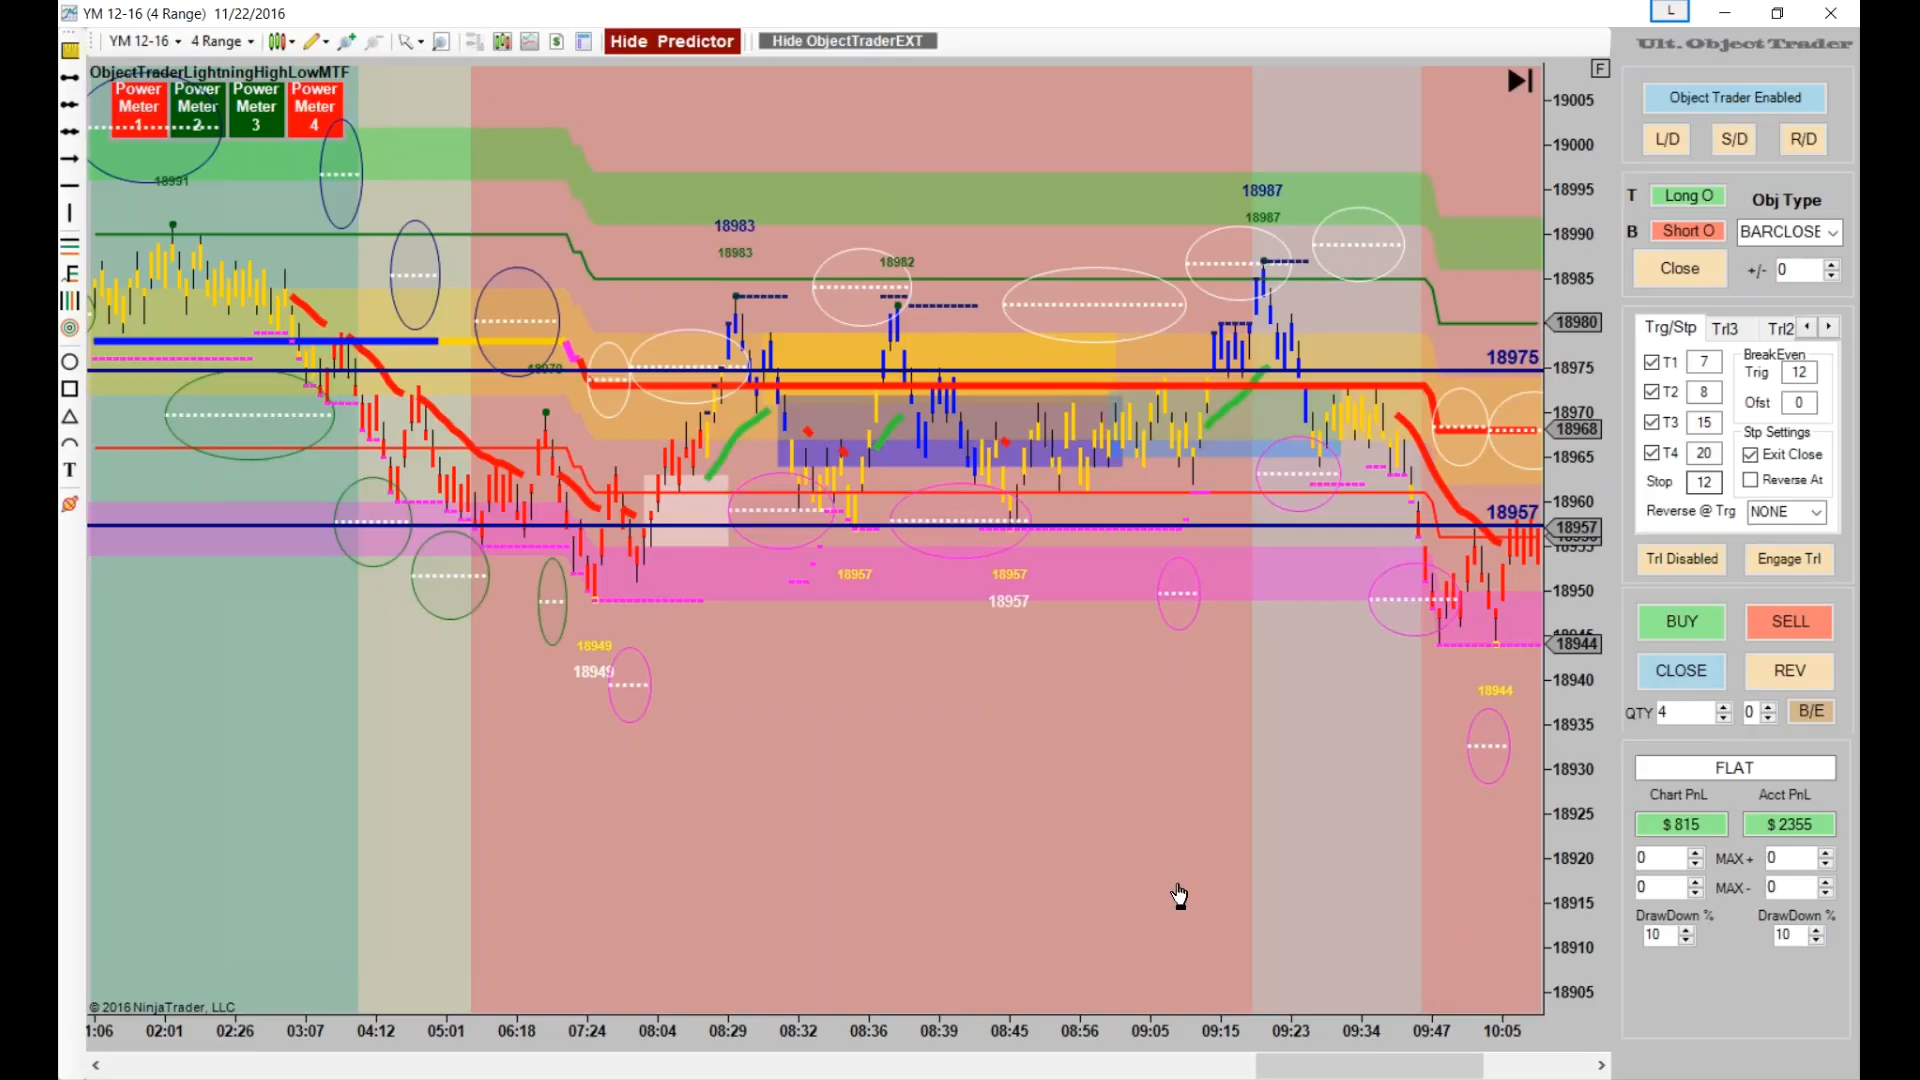 YM 12-16 (4 Range) 11/22/2016
L
YM 12-16 4 Range Hide Predictor Hide ObjectTraderEXT
Ult. Object Trader
ObjectTraderLightningHighLowMTF
F
Power Meter 1
Power Meter 2
Power Meter 3
Power Meter 4
18991
18987
18987
18983
18983
18982
18975
18970
18957
18957
18957
18957
18949
18949
18944
19005
19000
18995
18990
18985
18980
18975
18970
18968
18965
18960
18957
18950
18944
18940
18935
18930
18925
18920
18915
18910
18905
© 2016 NinjaTrader, LLC
1:06 02:01 02:26 03:07 04:12 05:01 06:18 07:24 08:04 08:29 08:32 08:36 08:39 08:45 08:56 09:05 09:15 09:23 09:34 09:47 10:05
E
T
Object Trader Enabled
L/D S/D R/D
T Long O Obj Type
B Short O BARCLOSE
Close +/- 0
Trg/Stp Trl3 Trl2
T1 7
T2 8
T3 15
T4 20
Stop 12
BreakEven
Trig 12
Ofst 0
Stp Settings
Exit Close
Reverse At
Reverse @ Trg NONE
Trl Disabled Engage Trl
BUY SELL
CLOSE REV
QTY 4 0 B/E
FLAT
Chart PnL Acct PnL
$ 815 $ 2355
0 MAX + 0
0 MAX - 0
DrawDown % DrawDown %
10 10